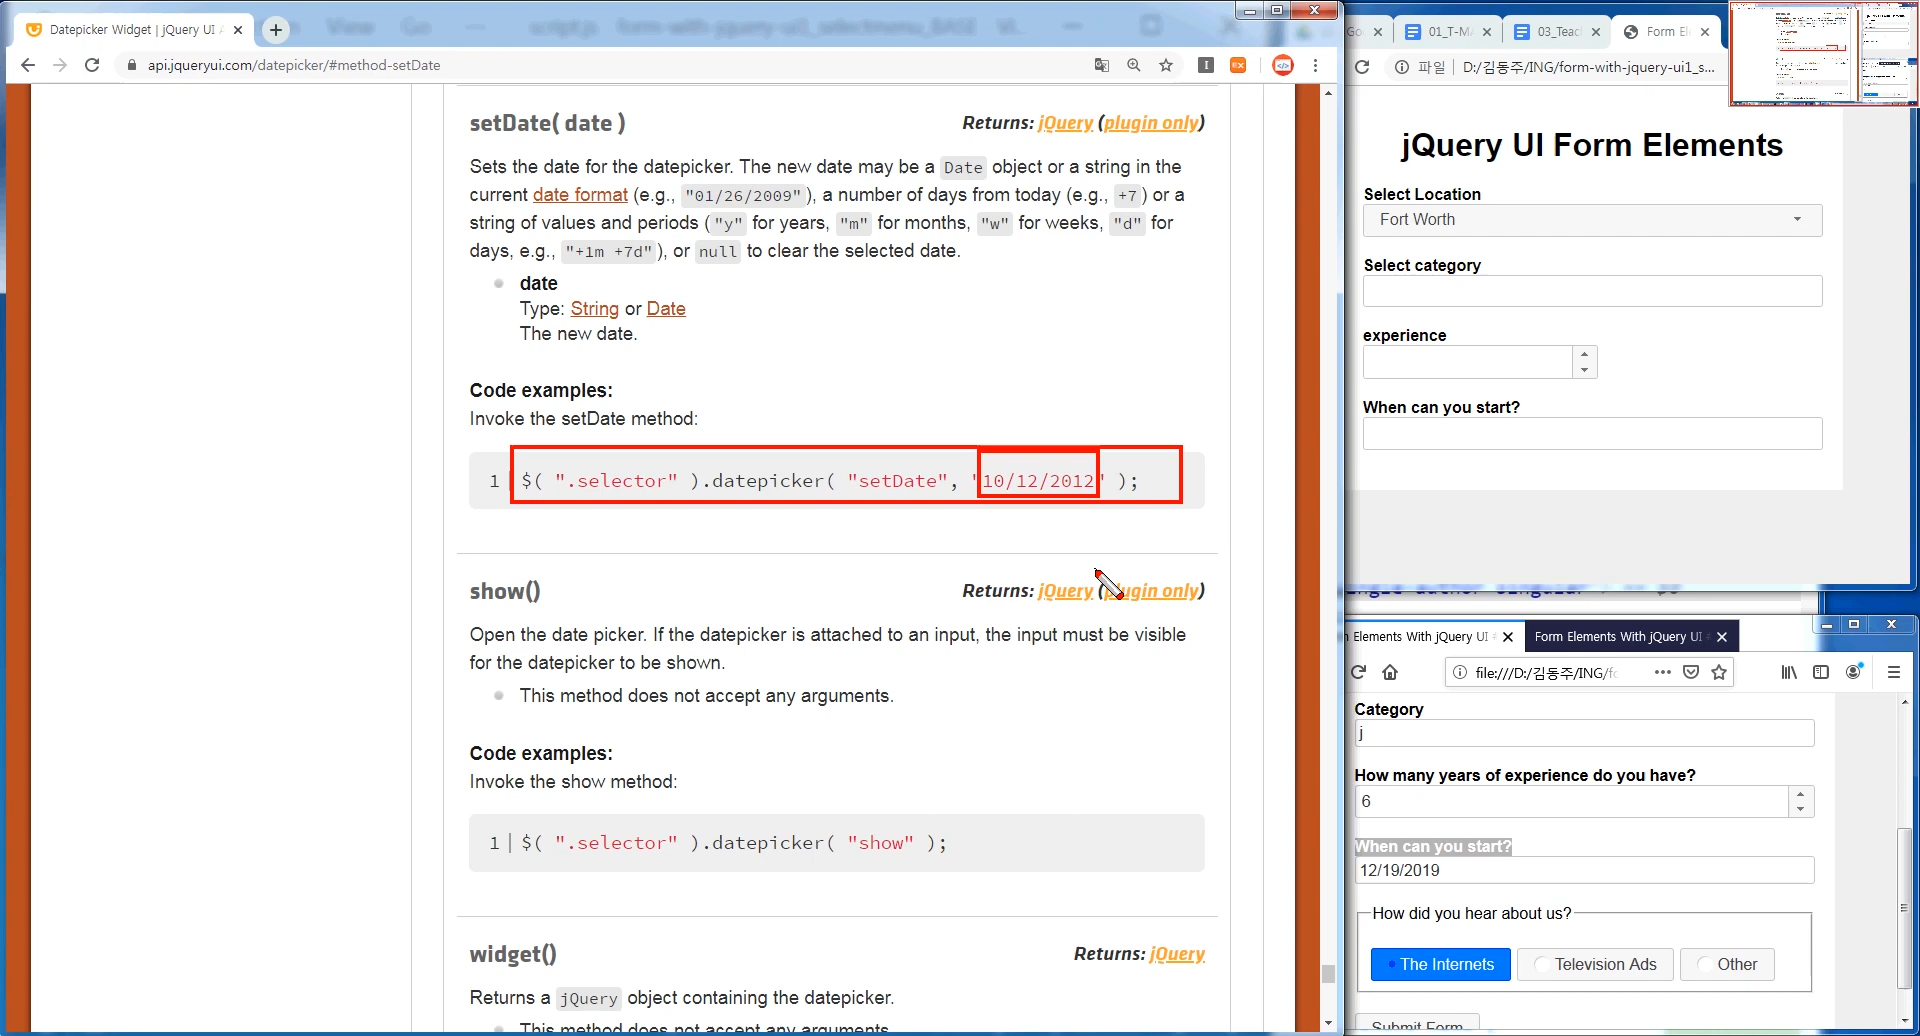 Datepicker Widget | jQuery UI
api.jqueryui.com/datepicker/#method-setDate
setDate( date )
Returns: jQuery (plugin only)
Sets the date for the datepicker. The new date may be a Date object or a string in the
current date format (e.g., "01/26/2009"), a number of days from today (e.g., +7) or a
string of values and periods ("y" for years, "m" for months, "w" for weeks, "d" for
days, e.g., "+1m +7d"), or null to clear the selected date.
date
Type: String or Date
The new date.
Code examples:
Invoke the setDate method:
1 $( ".selector" ).datepicker( "setDate", "10/12/2012" );
show()
Returns: jQuery (plugin only)
Open the date picker. If the datepicker is attached to an input, the input must be visible
for the datepicker to be shown.
This method does not accept any arguments.
Code examples:
Invoke the show method:
1 $( ".selector" ).datepicker( "show" );
widget()
Returns: jQuery
Returns a jQuery object containing the datepicker.
This method does not accept any arguments.
01_T-M
03_Teac
Form El
파일 D:/김동주/ING/form-with-jquery-ui1_s...
jQuery UI Form Elements
Select Location
Fort Worth
Select category
experience
When can you start?
Elements With jQuery UI
Form Elements With jQuery UI
file:///D:/김동주/ING/fo
Category
j
How many years of experience do you have?
6
When can you start?
12/19/2019
How did you hear about us?
The Internets
Television Ads
Other
Submit Form